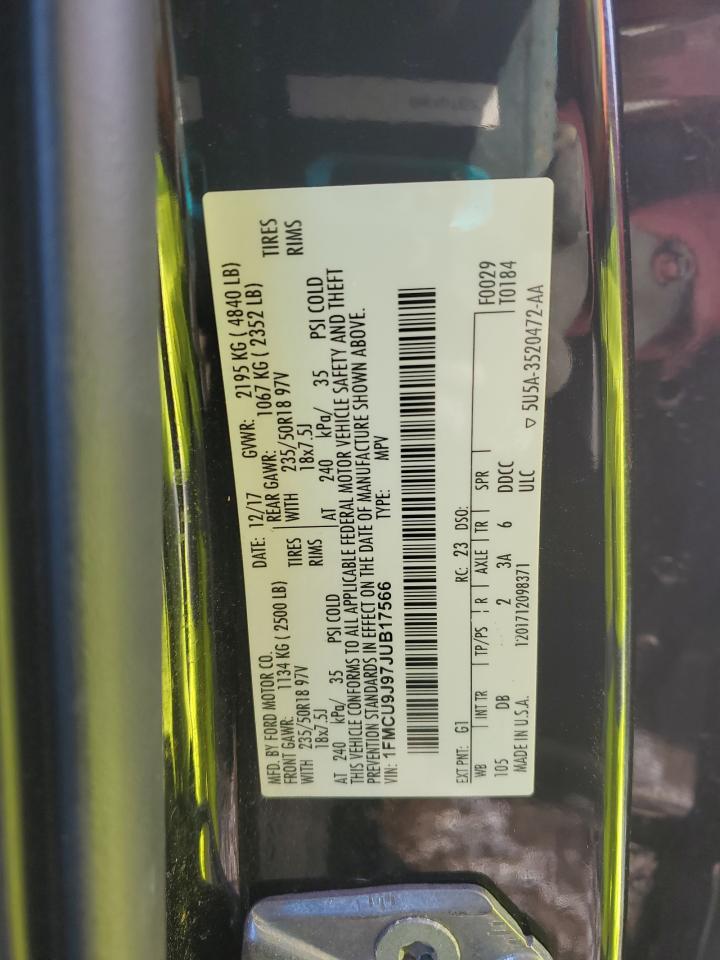 MFD. BY FORD MOTOR CO. DATE: 12/17 GVWR: 2195 KG ( 4840 LB)
FRONT GAWR: 1134 KG ( 2500 LB) REAR GAWR: 1067 KG ( 2352 LB)
WITH 235/50R18 97V TIRES WITH 235/50R18 97V TIRES
18x7.5J RIMS 18x7.5J RIMS
AT 240 kPa/ 35 PSI COLD AT 240 kPa/ 35 PSI COLD
THIS VEHICLE CONFORMS TO ALL APPLICABLE FEDERAL MOTOR VEHICLE SAFETY AND THEFT
PREVENTION STANDARDS IN EFFECT ON THE DATE OF MANUFACTURE SHOWN ABOVE.
VIN: 1FMCU9J97JUB17566 TYPE: MPV
EXT PNT: G1 RC: 23 DSO: F0029
WB INT TR TP/PS R AXLE TR SPR T0184
105 DB 2 3A 6 DDCC
MADE IN U.S.A. 1201712098371 ULC ▽ 5U5A-3520472-AA